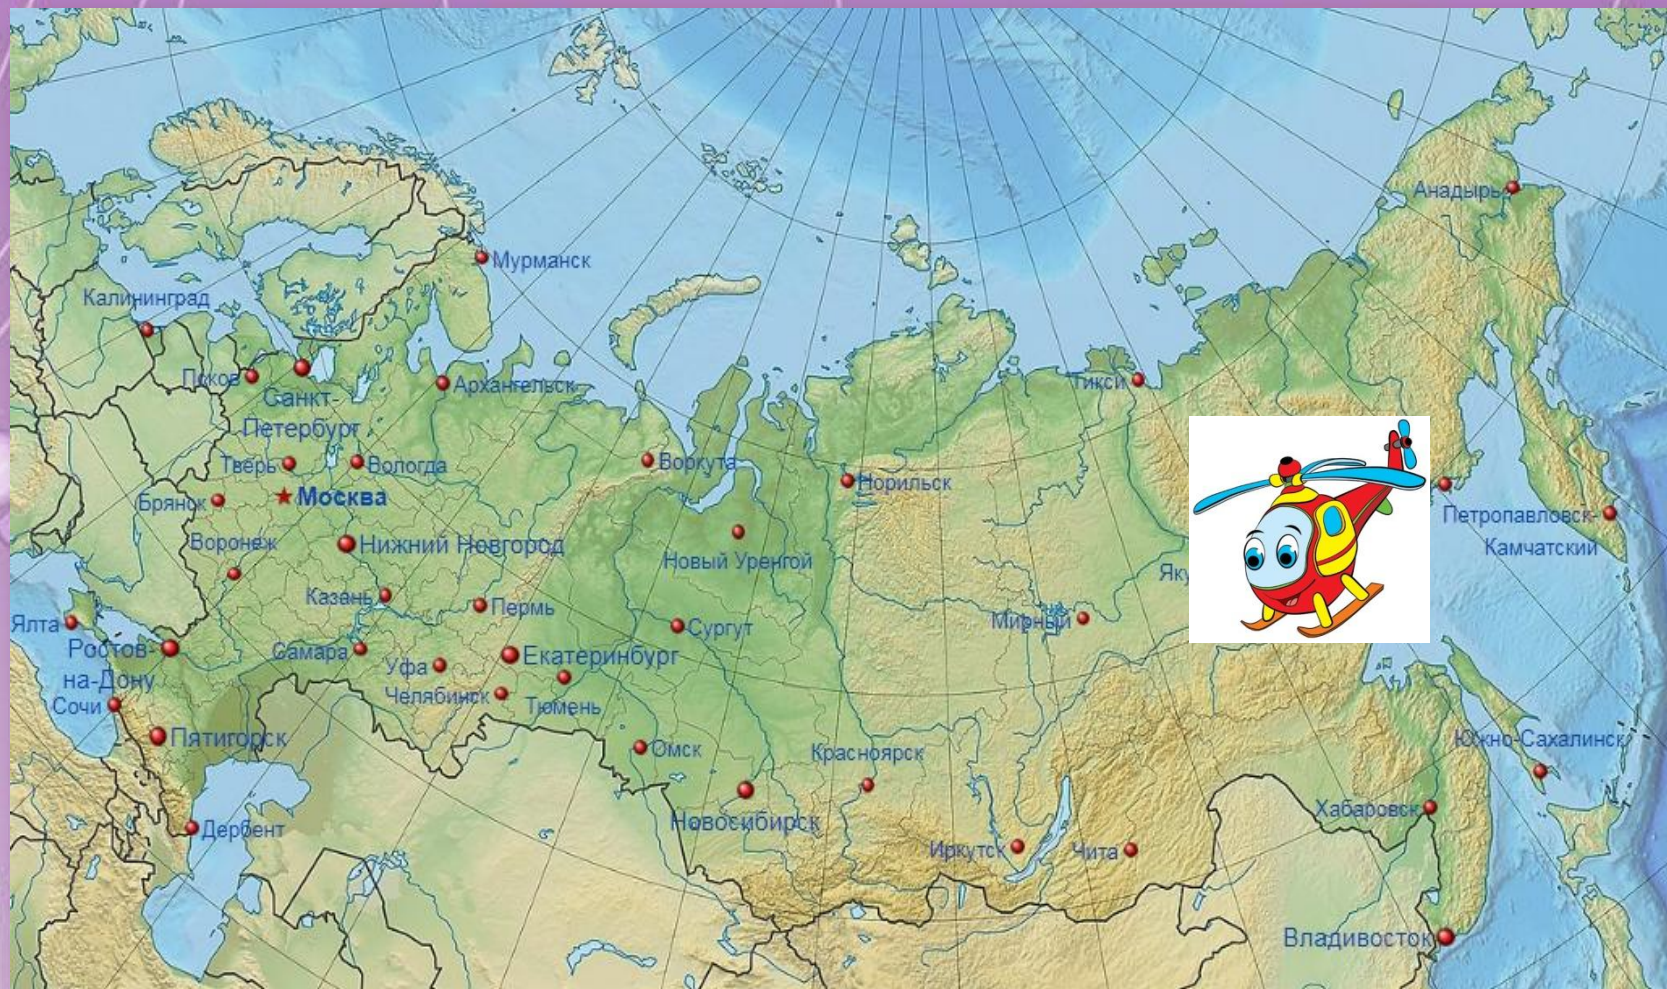 Анадырь
Мурманск
Калининград
Псков
Санкт-
Петербург
Архангельск
Тикси
Тверь
Вологда
Воркута
Норильск
Брянск
Москва
Петропавловск-
Камчатский
Воронеж
Нижний Новгород
Новый Уренгой
Яку
Казань
Пермь
Мирный
Ялта
Сургут
Ростов-
на-Дону
Самара
Уфа
Екатеринбург
Челябинск
Тюмень
Сочи
Пятигорск
Омск
Красноярск
Южно-Сахалинск
Новосибирск
Хабаровск
Дербент
Иркутск
Чита
Владивосток